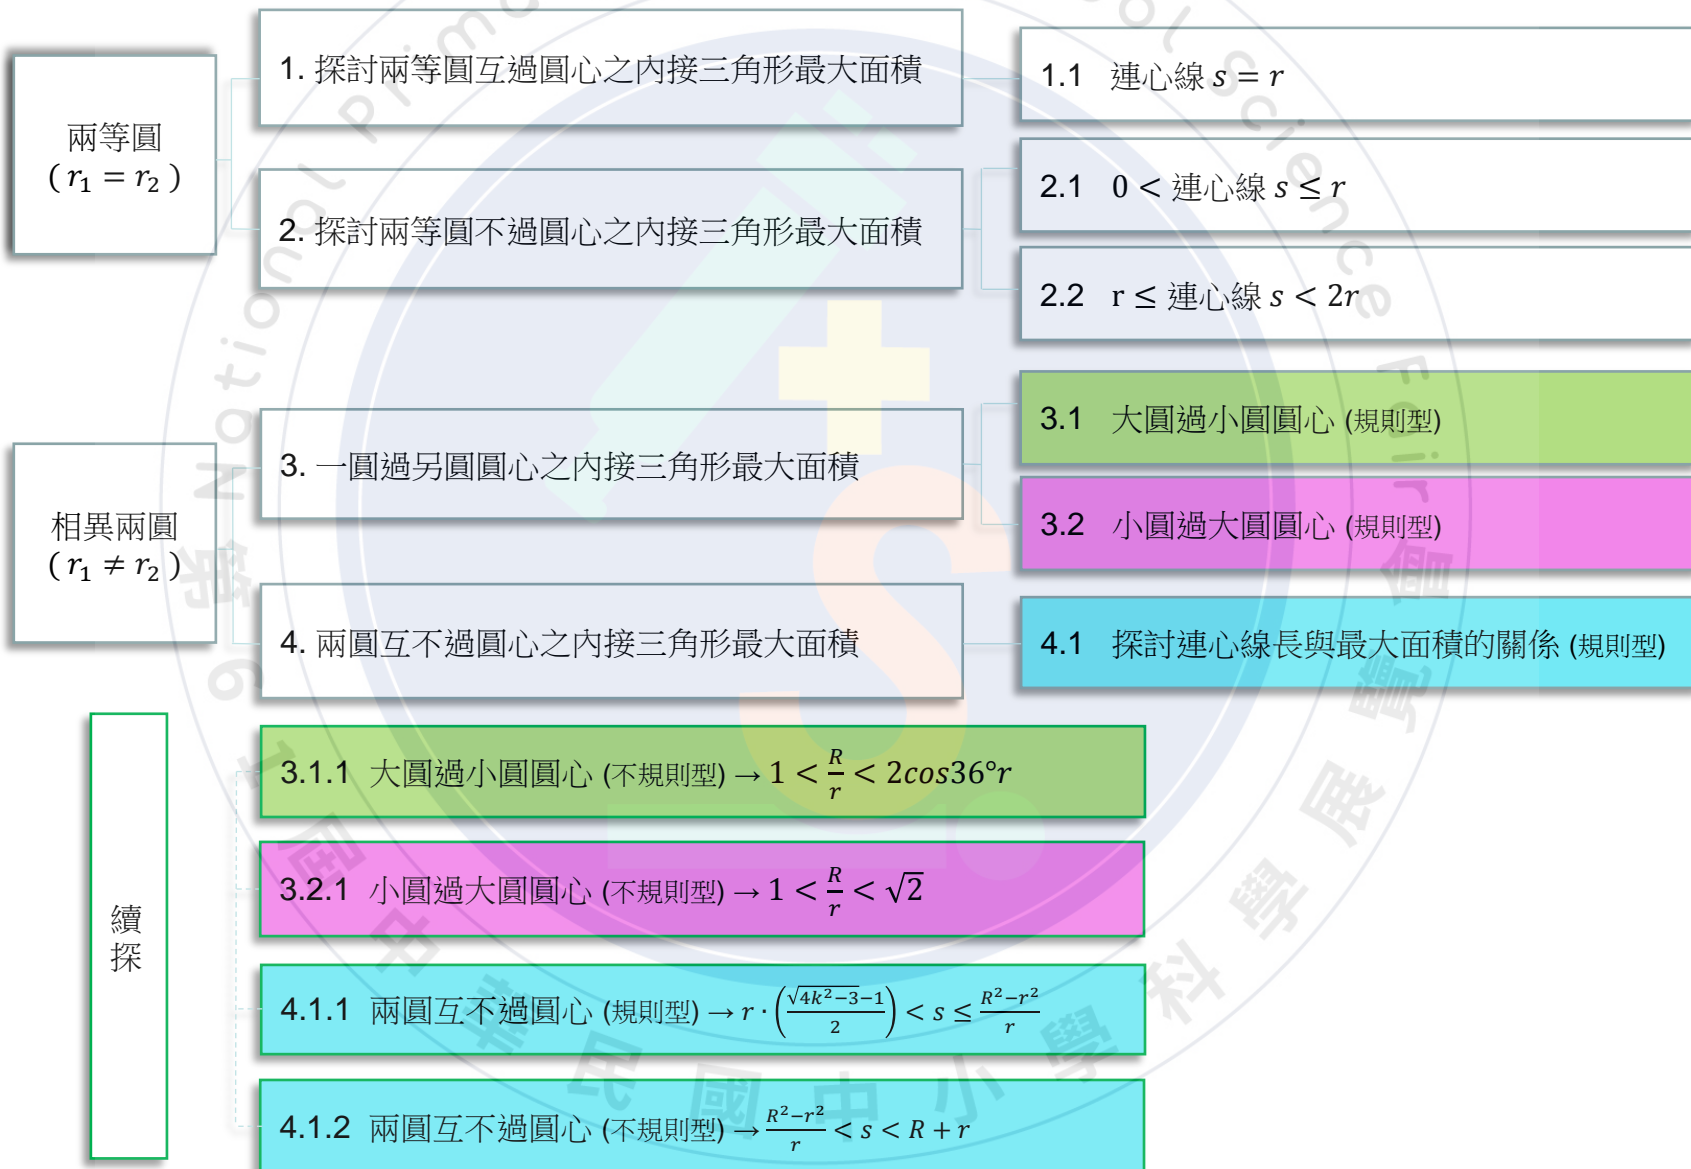 兩等圓
( r₁ = r₂ )
1. 探討兩等圓互過圓心之內接三角形最大面積
1.1 連心線 s = r
2. 探討兩等圓不過圓心之內接三角形最大面積
2.1 0 < 連心線 s ≤ r
2.2 r ≤ 連心線 s < 2r
相異兩圓
( r₁ ≠ r₂ )
3. 一圓過另圓圓心之內接三角形最大面積
3.1 大圓過小圓圓心 (規則型)
3.2 小圓過大圓圓心 (規則型)
4. 兩圓互不過圓心之內接三角形最大面積
4.1 探討連心線長與最大面積的關係 (規則型)
續探
3.1.1 大圓過小圓圓心 (不規則型) → 1 < R/r < 2cos36°r
3.2.1 小圓過大圓圓心 (不規則型) → 1 < R/r < √2
4.1.1 兩圓互不過圓心 (規則型) → r · ((√(4k²−3)−1)/2) < s ≤ (R²−r²)/r
4.1.2 兩圓互不過圓心 (不規則型) → (R²−r²)/r < s < R + r